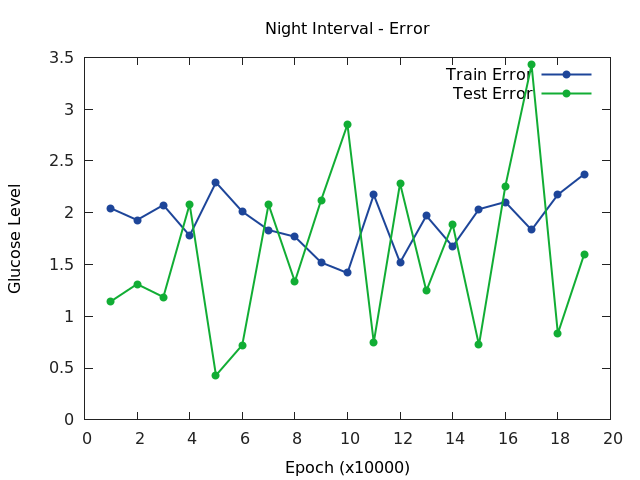 Night Interval - Error
3.5
3
2.5
2
1.5
1
0.5
0
Glucose Level
Train Error
Test Error
0 2 4 6 8 10 12 14 16 18 20
Epoch (x10000)